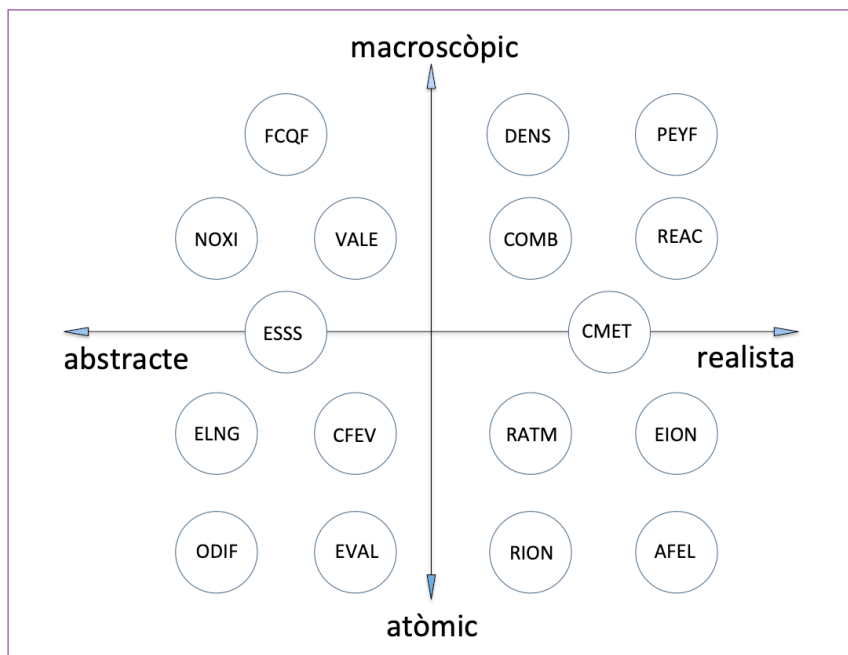 macroscòpic
FCQF DENS PEYF
NOXI VALE COMB REAC
ESSS CMET
abstracte realista
ELNG CFEV RATM EION
ODIF EVAL RION AFEL
atòmic